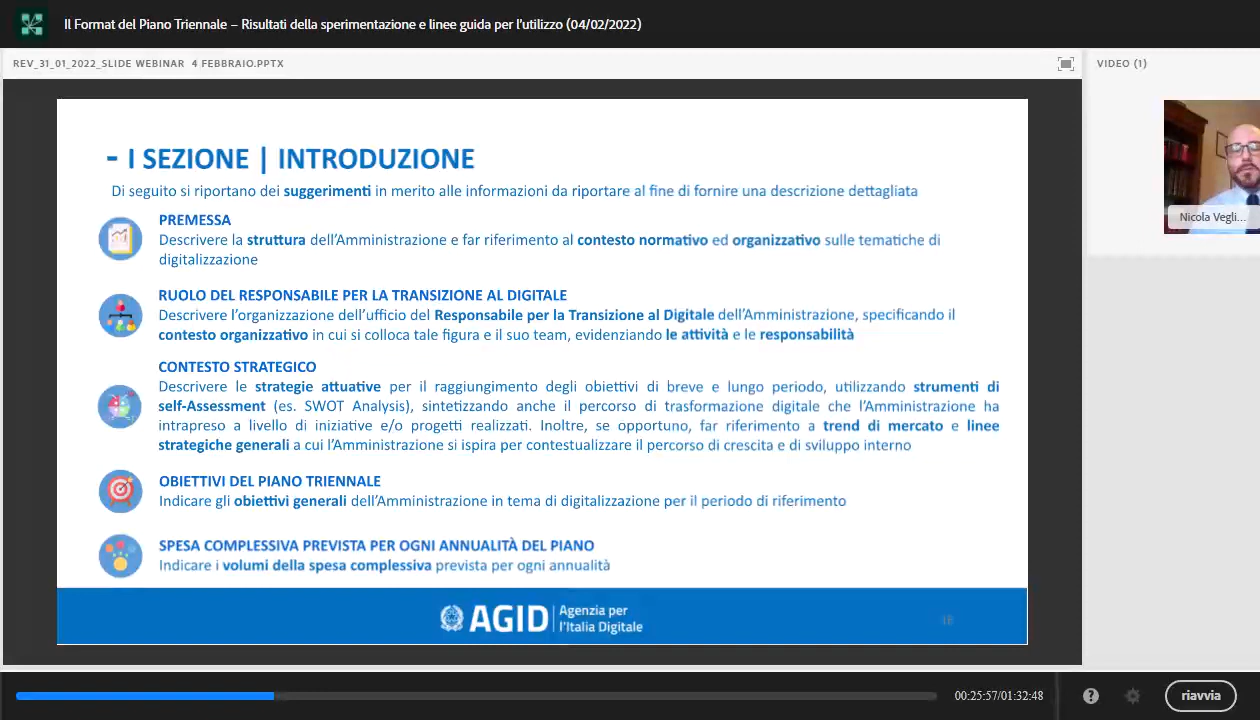 Il Format del Piano Triennale – Risultati della sperimentazione e linee guida per l'utilizzo (04/02/2022)
REV_31_01_2022_SLIDE WEBINAR 4 FEBBRAIO.PPTX
VIDEO (1)
- I SEZIONE | INTRODUZIONE
Di seguito si riportano dei suggerimenti in merito alle informazioni da riportare al fine di fornire una descrizione dettagliata
PREMESSA
Descrivere la struttura dell'Amministrazione e far riferimento al contesto normativo ed organizzativo sulle tematiche di
digitalizzazione
RUOLO DEL RESPONSABILE PER LA TRANSIZIONE AL DIGITALE
Descrivere l'organizzazione dell'ufficio del Responsabile per la Transizione al Digitale dell'Amministrazione, specificando il
contesto organizzativo in cui si colloca tale figura e il suo team, evidenziando le attività e le responsabilità
CONTESTO STRATEGICO
Descrivere le strategie attuative per il raggiungimento degli obiettivi di breve e lungo periodo, utilizzando strumenti di
self-Assessment (es. SWOT Analysis), sintetizzando anche il percorso di trasformazione digitale che l'Amministrazione ha
intrapreso a livello di iniziative e/o progetti realizzati. Inoltre, se opportuno, far riferimento a trend di mercato e linee
strategiche generali a cui l'Amministrazione si ispira per contestualizzare il percorso di crescita e di sviluppo interno
OBIETTIVI DEL PIANO TRIENNALE
Indicare gli obiettivi generali dell'Amministrazione in tema di digitalizzazione per il periodo di riferimento
SPESA COMPLESSIVA PREVISTA PER OGNI ANNUALITÀ DEL PIANO
Indicare i volumi della spesa complessiva prevista per ogni annualità
AGID
Agenzia per
l'Italia Digitale
Nicola Vegli...
00:25:57/01:32:48
?
riavvia